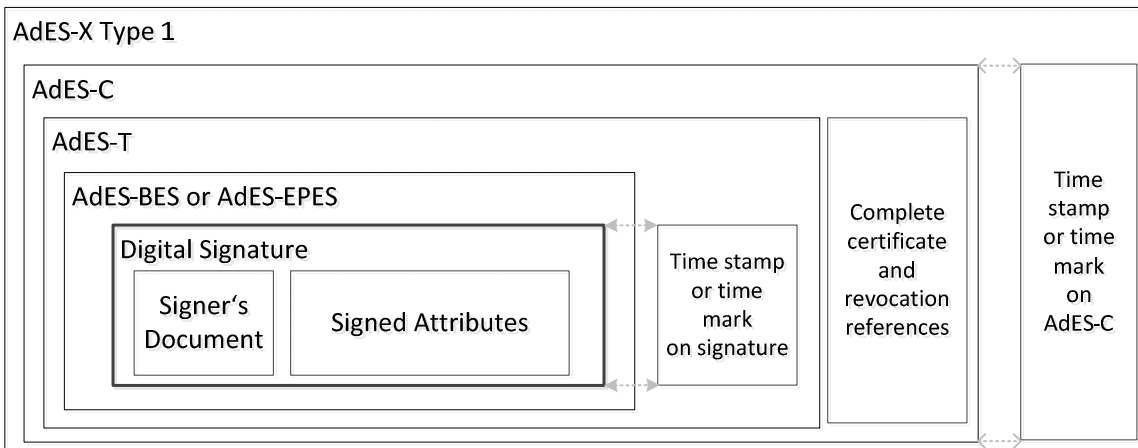 AdES-X Type 1
AdES-C
AdES-T
AdES-BES or AdES-EPES
Digital Signature
Signer‘s
Document
Signed Attributes
Time stamp
or time
mark
on signature
Complete
certificate
and
revocation
references
Time
stamp
or time
mark
on
AdES-C